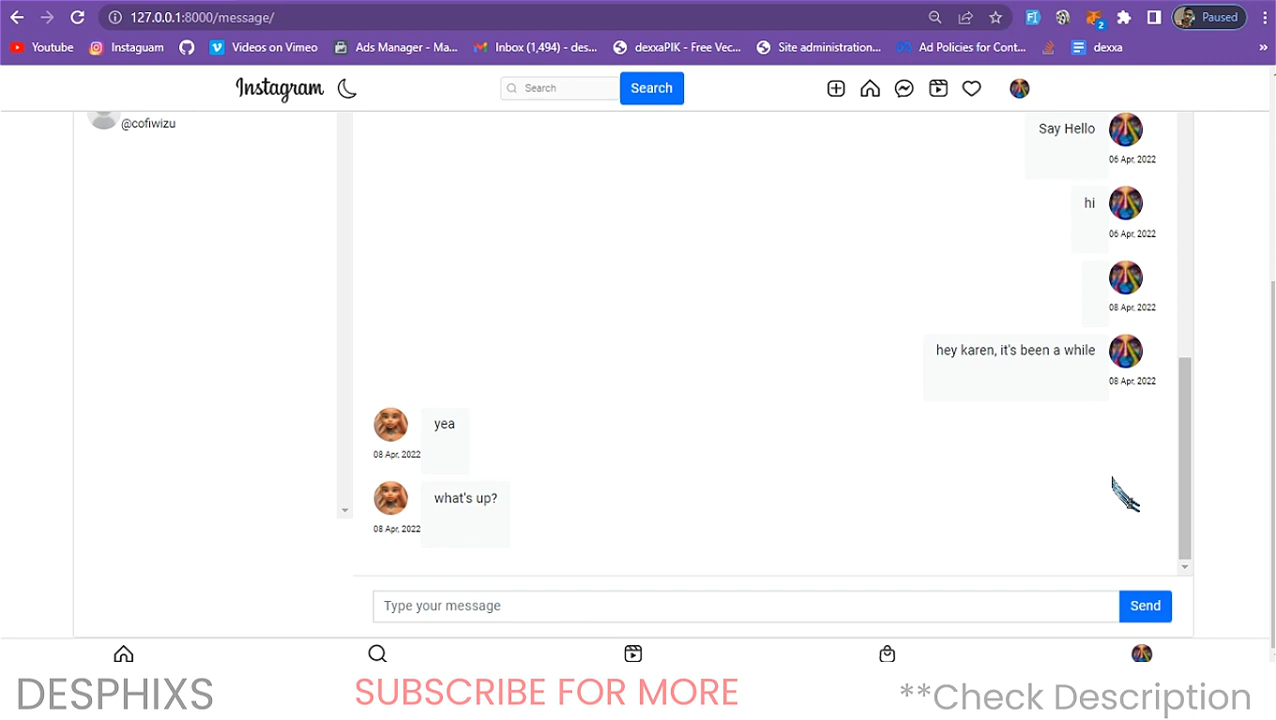 127.0.0.1:8000/message/
Paused
Youtube
Instaguam
Videos on Vimeo
Ads Manager - Ma...
Inbox (1,494) - des...
dexxaPIK - Free Vec...
Site administration...
Ad Policies for Cont...
dexxa
»
Instagram
Search
Search
@cofiwizu
Say Hello
06 Apr, 2022
hi
06 Apr, 2022
08 Apr, 2022
hey karen, it's been a while
08 Apr, 2022
yea
08 Apr, 2022
what's up?
08 Apr, 2022
Type your message
Send
DESPHIXS
SUBSCRIBE FOR MORE
**Check Description